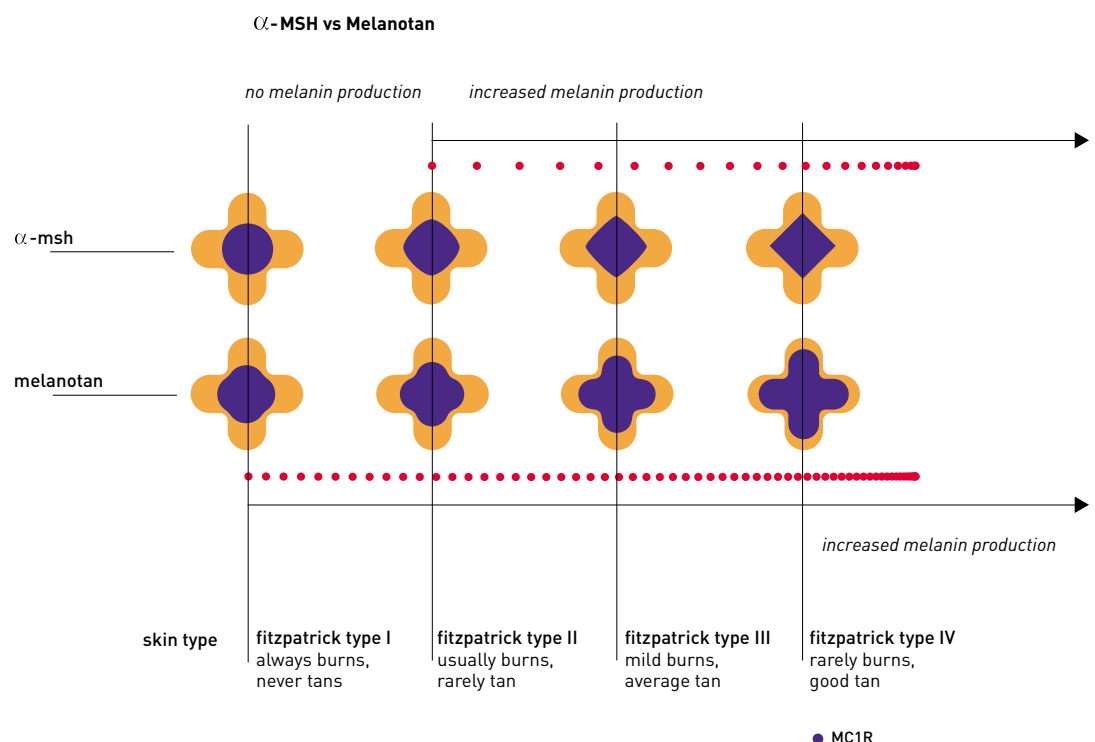 α-MSH vs Melanotan
no melanin production
increased melanin production
α-msh
melanotan
increased melanin production
skin type
fitzpatrick type I
always burns,
never tans
fitzpatrick type II
usually burns,
rarely tan
fitzpatrick type III
mild burns,
average tan
fitzpatrick type IV
rarely burns,
good tan
MC1R